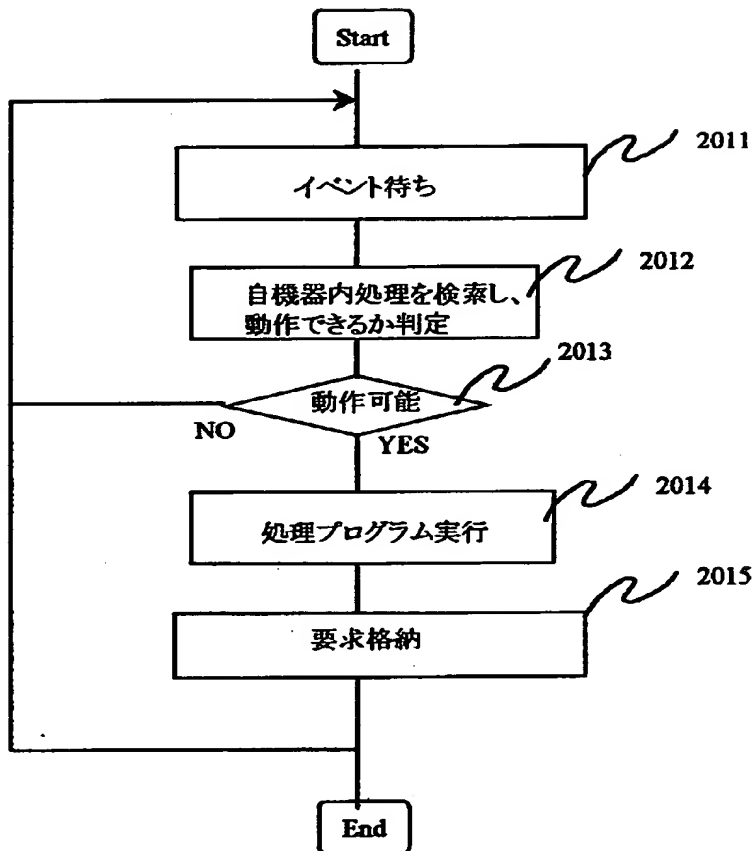 Start
イベント待ち
2011
自機器内処理を検索し、
動作できるか判定
2012
動作可能
2013
NO
YES
処理プログラム実行
2014
要求格納
2015
End